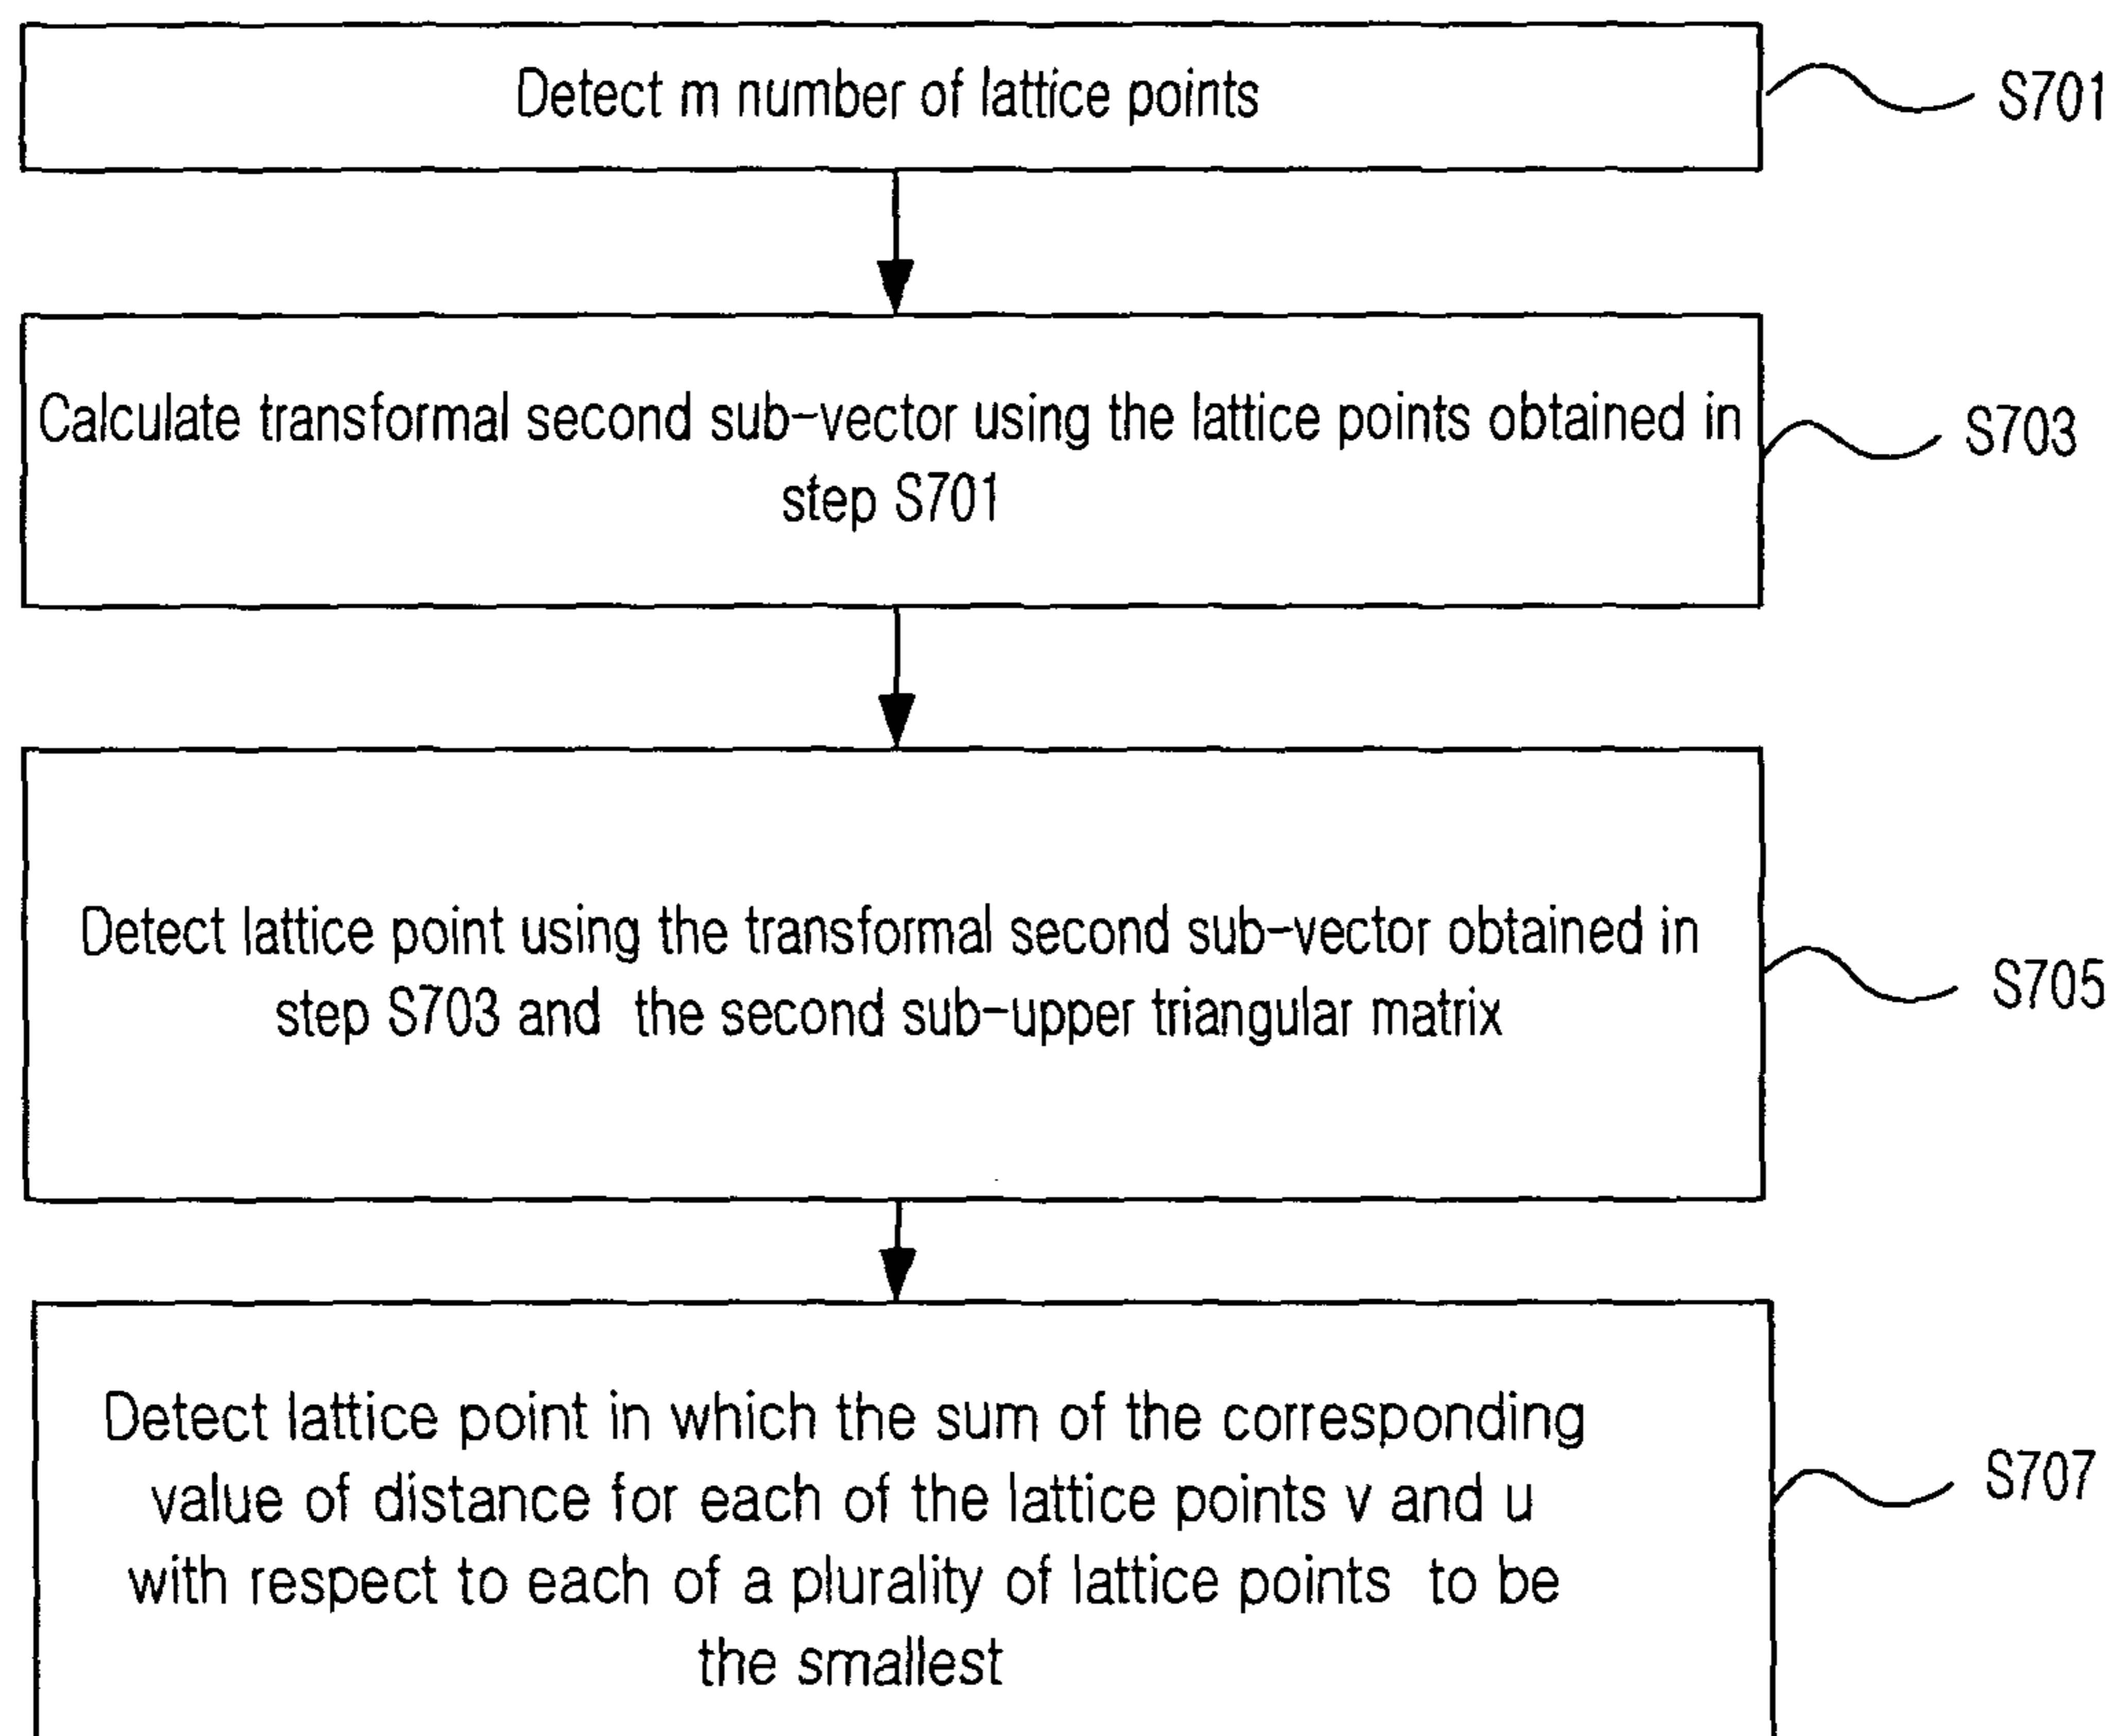 Detect m number of lattice points
S701
Calculate transformal second sub-vector using the lattice points obtained in
step S701
S703
Detect lattice point using the transformal second sub-vector obtained in
step S703 and the second sub-upper triangular matrix
S705
Detect lattice point in which the sum of the corresponding
value of distance for each of the lattice points v and u
with respect to each of a plurality of lattice points to be
the smallest
S707